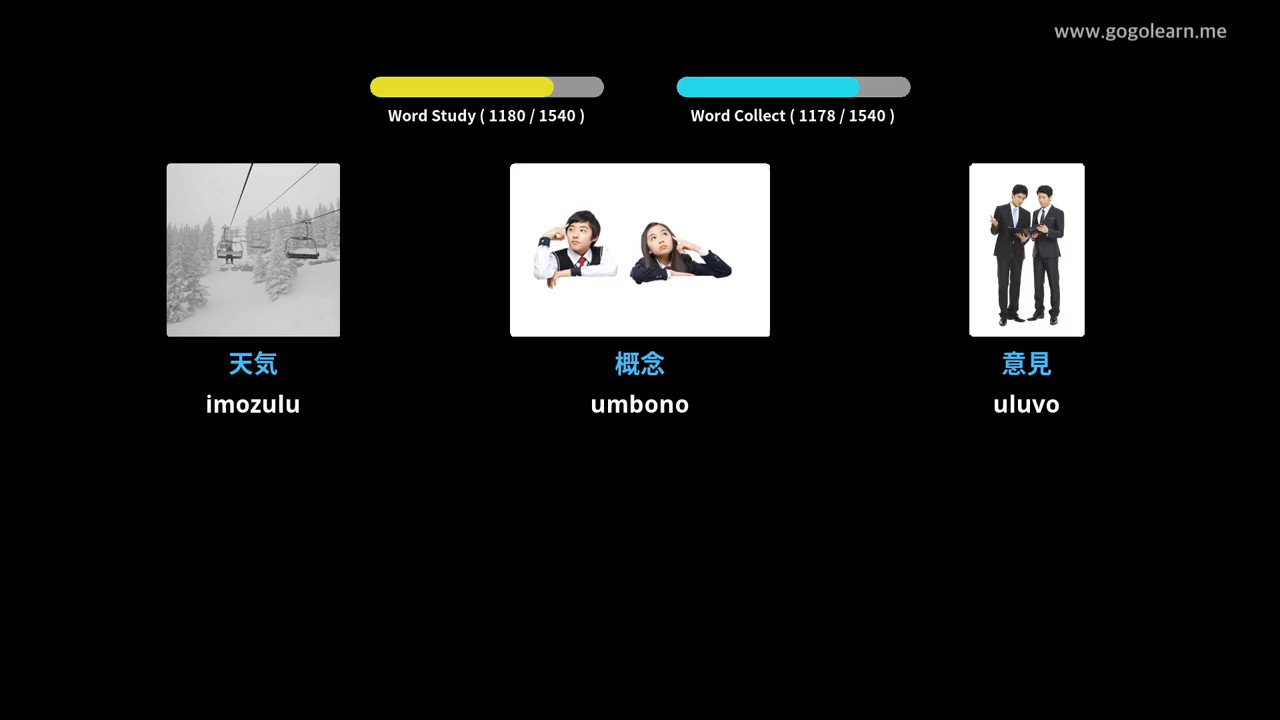 www.gogolearn.me
Word Study ( 1180 / 1540 )
Word Collect ( 1178 / 1540 )
天気
概念
意見
imozulu
umbono
uluvo